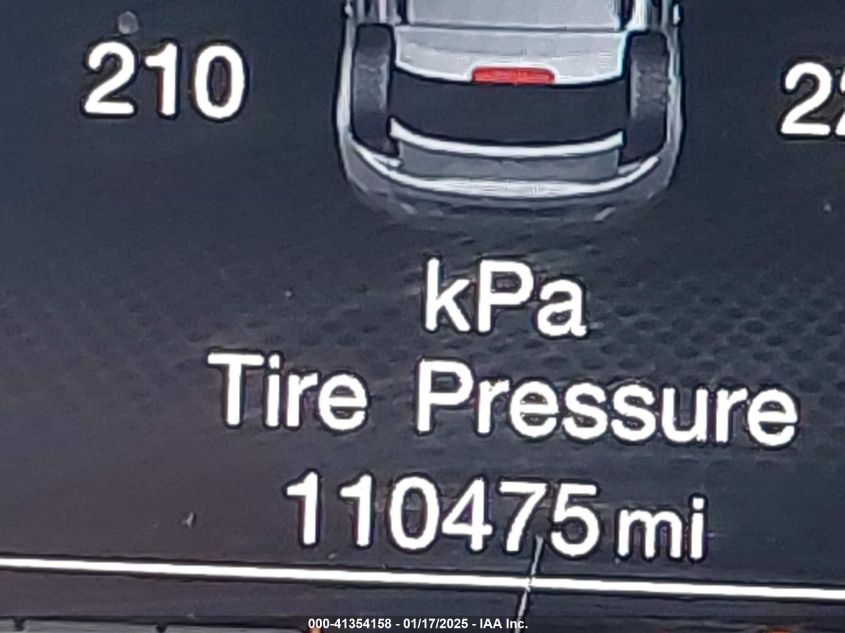 210
kPa
Tire Pressure
110475 mi
000-41354158 - 01/17/2025 - IAA Inc.